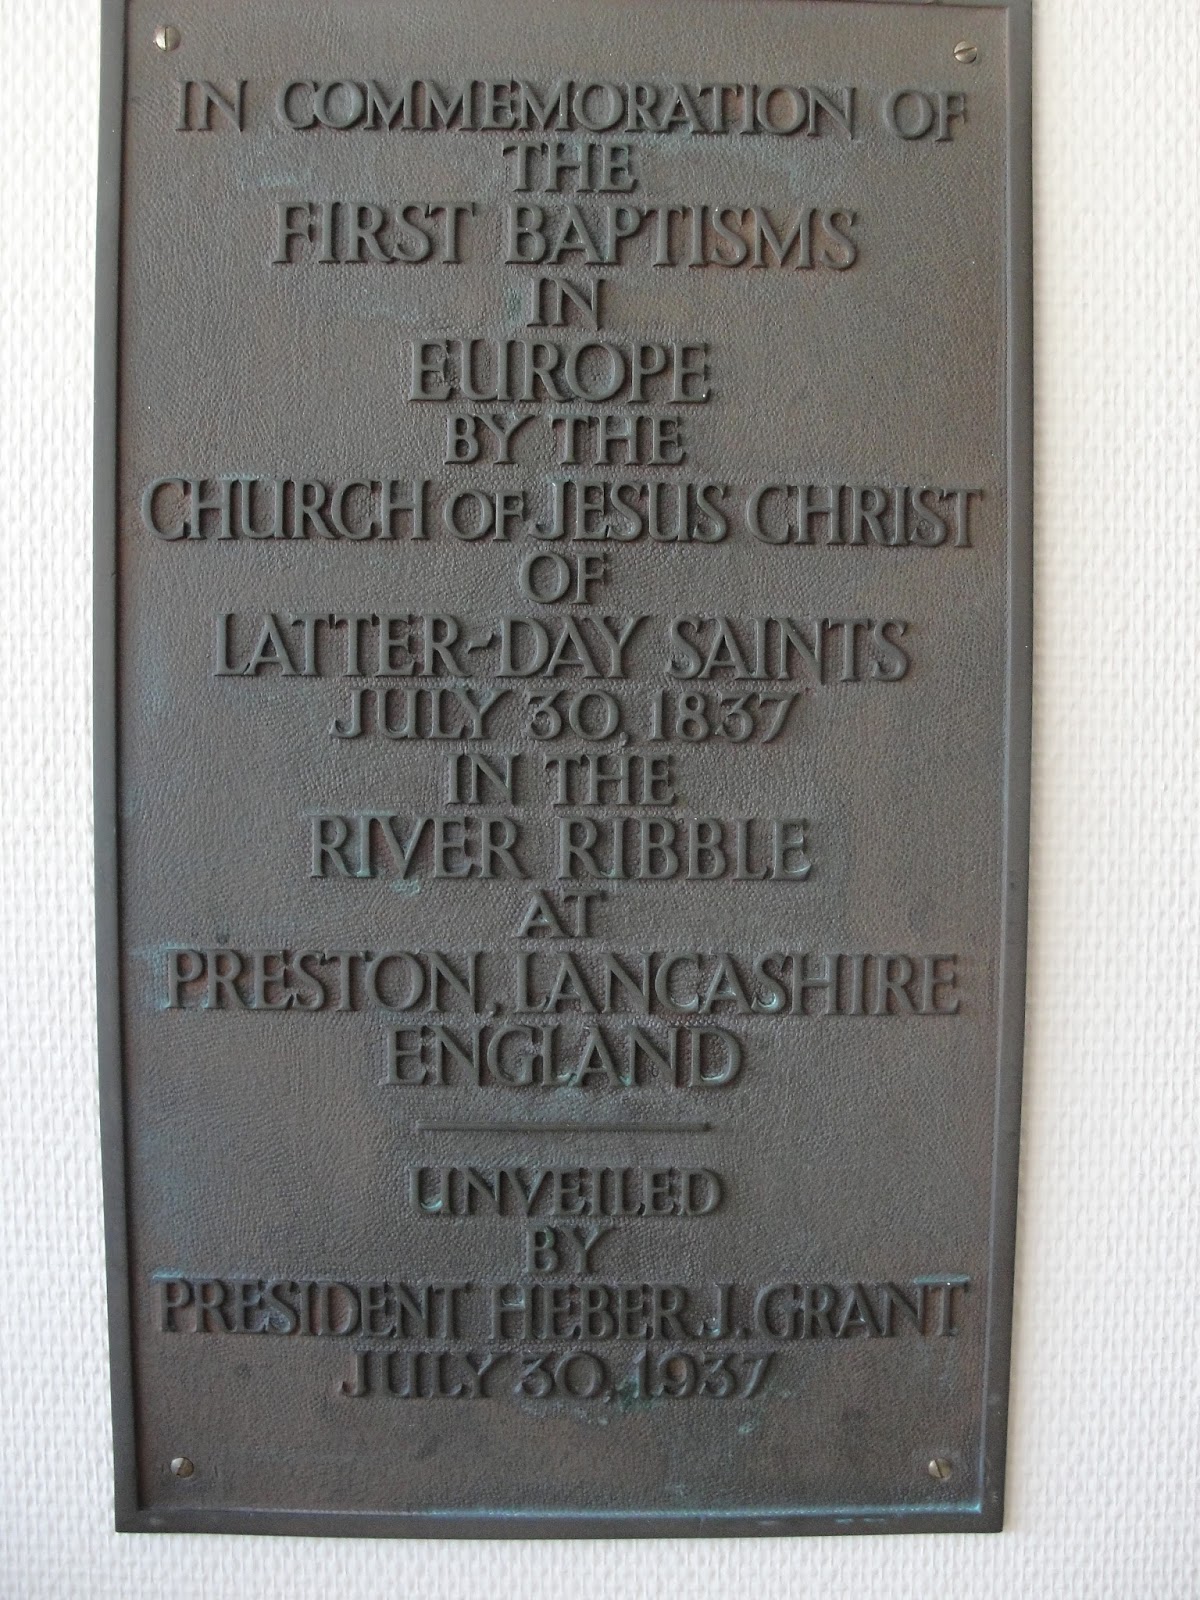 IN COMMEMORATION OF
THE
FIRST BAPTISMS
IN
EUROPE
BY THE
CHURCH OF JESUS CHRIST
OF
LATTER-DAY SAINTS
JULY 30, 1837
IN THE
RIVER RIBBLE
AT
PRESTON, LANCASHIRE
ENGLAND
UNVEILED
BY
PRESIDENT HEBER J. GRANT
JULY 30, 1937